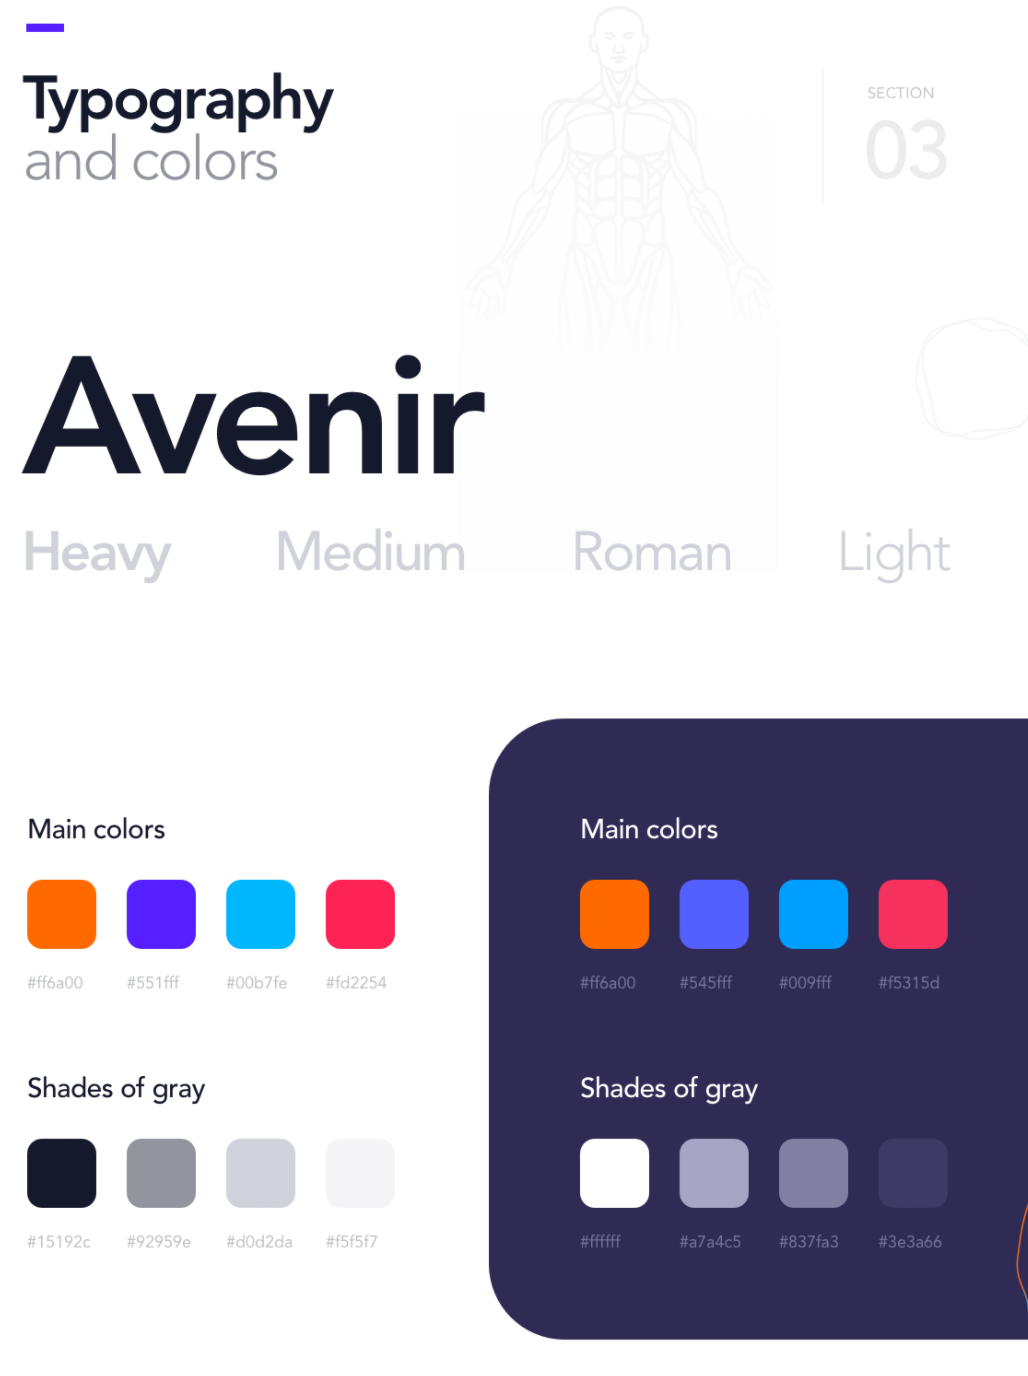 Typography
and colors
SECTION
03
Avenir
Heavy Medium Roman Light
Main colors
#ff6a00 #551fff #00b7fe #fd2254
Shades of gray
#15192c #92959e #d0d2da #f5f5f7
Main colors
#ff6a00 #545fff #009fff #f5315d
Shades of gray
#ffffff #a7a4c5 #837fa3 #3e3a66